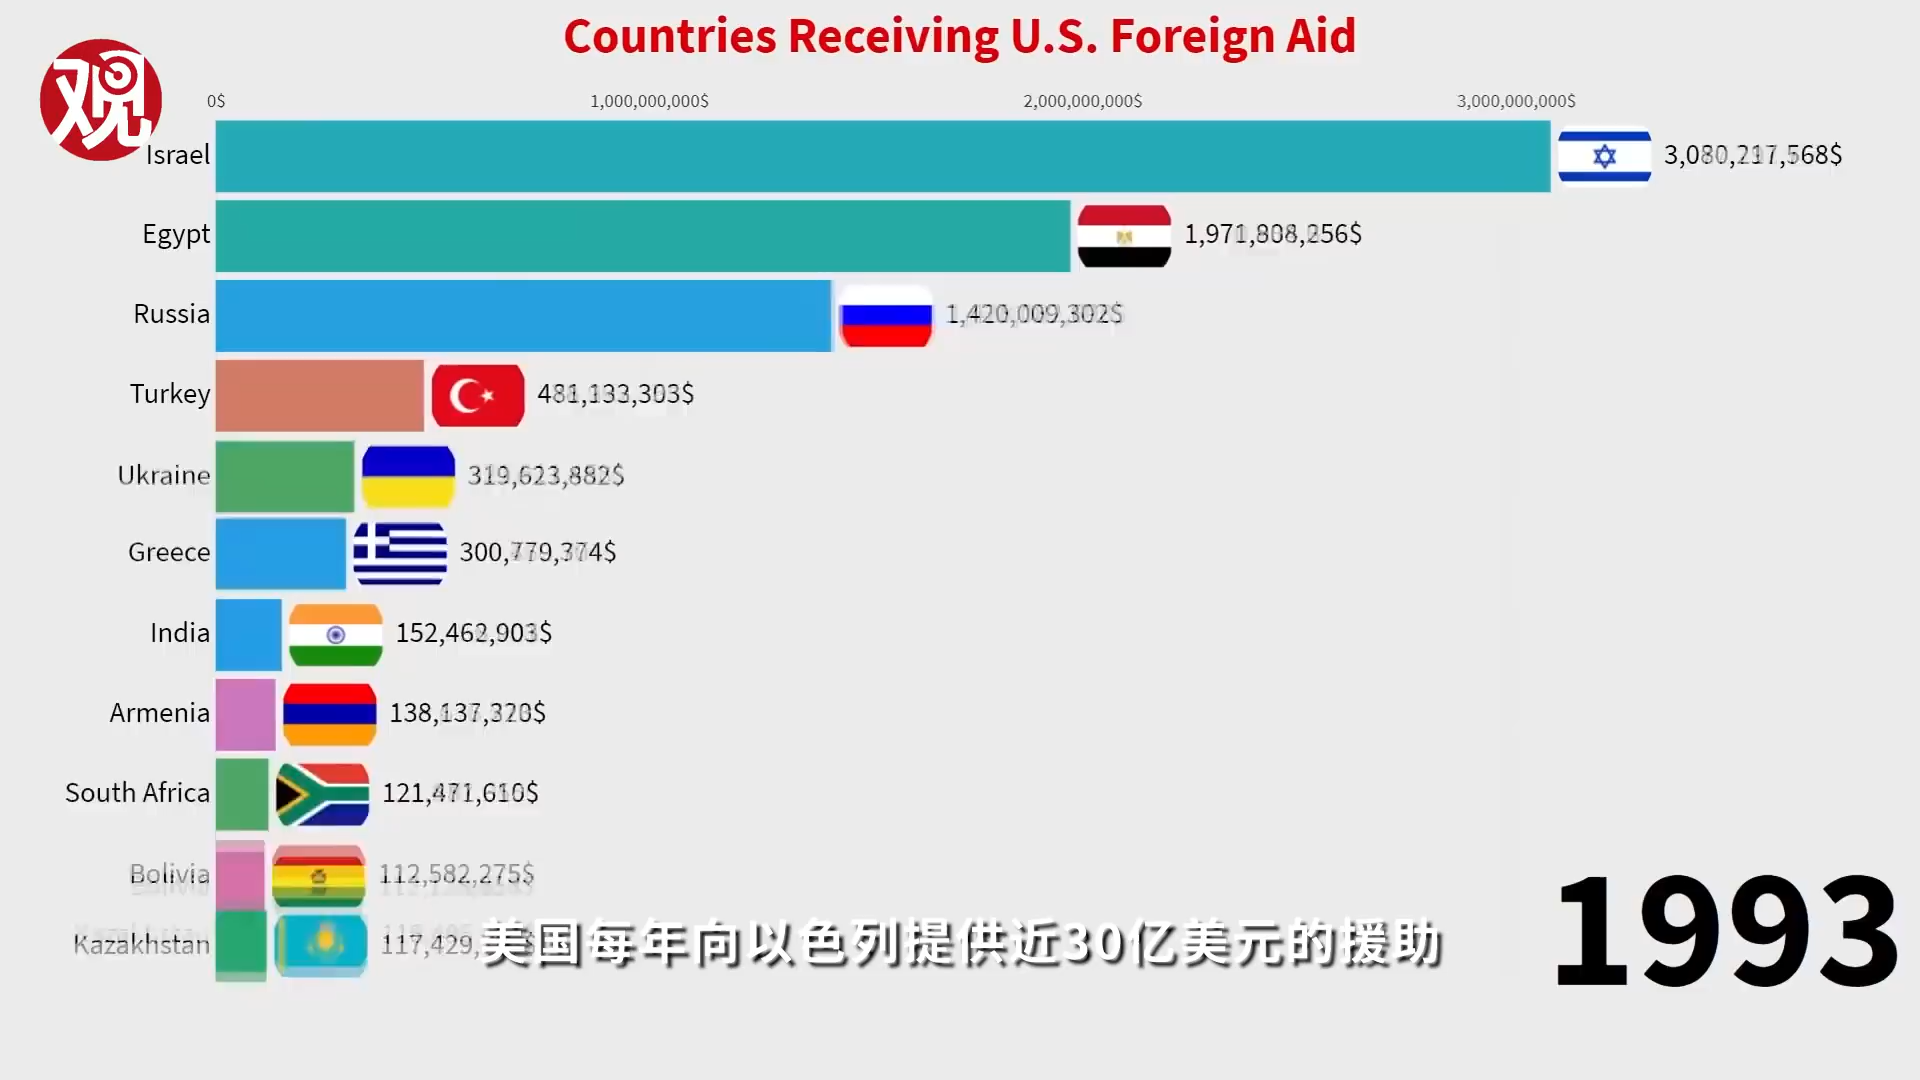 Countries Receiving U.S. Foreign Aid
观
0$ 1,000,000,000$ 2,000,000,000$ 3,000,000,000$
Israel 3,080,217,568$
Egypt 1,971,808,256$
Russia 1,420,009,302$
Turkey 481,133,303$
Ukraine 319,623,882$
Greece 300,779,374$
India 152,462,903$
Armenia 138,137,320$
South Africa 121,471,610$
Bolivia 112,582,275$
Kazakhstan 117,429,
美国每年向以色列提供近30亿美元的援助
1993